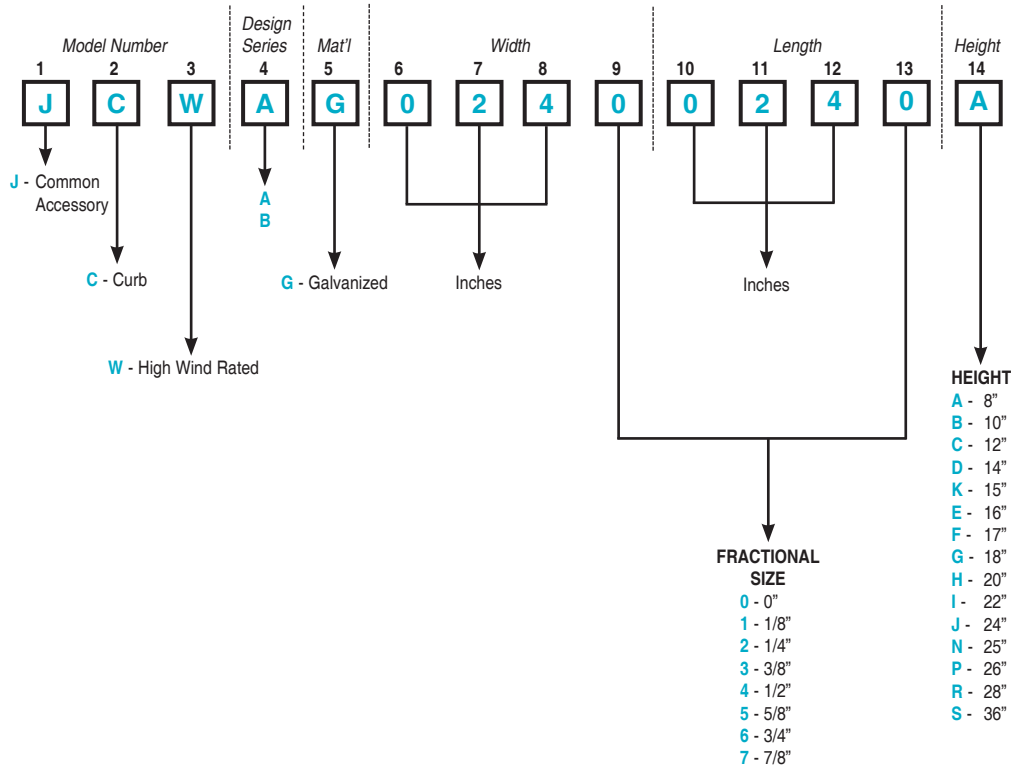 Model Number
Design Series
Mat'l
Width
Length
Height
1 2 3 4 5 6 7 8 9 10 11 12 13 14
J C W A G 0 2 4 0 0 2 4 0 A
J - Common
Accessory
A
B
C - Curb
G - Galvanized
Inches
Inches
W - High Wind Rated
HEIGHT
A - 8”
B - 10”
C - 12”
D - 14”
K - 15”
E - 16”
F - 17”
G - 18”
H - 20”
I - 22”
J - 24”
N - 25”
P - 26”
R - 28”
S - 36”
FRACTIONAL
SIZE
0 - 0”
1 - 1/8”
2 - 1/4”
3 - 3/8”
4 - 1/2”
5 - 5/8”
6 - 3/4”
7 - 7/8”